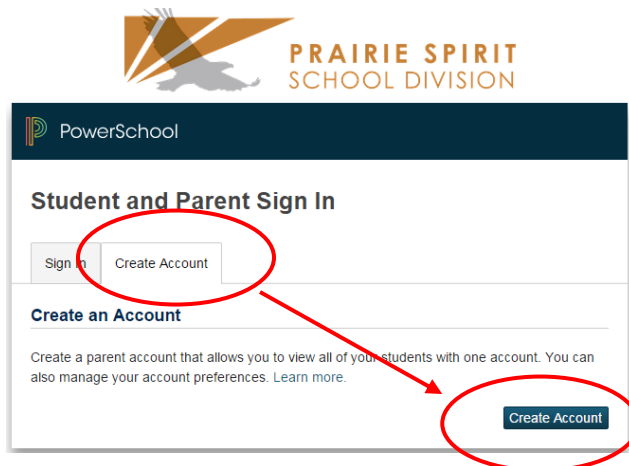 PRAIRIE SPIRIT
SCHOOL DIVISION
PowerSchool
Student and Parent Sign In
Sign In
Create Account
Create an Account
Create a parent account that allows you to view all of your students with one account. You can
also manage your account preferences. Learn more.
Create Account